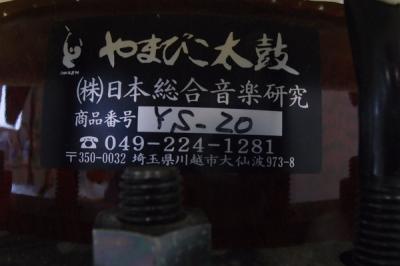 やまびこ太鼓
(株)日本総合音楽研究
商品番号 YS-20
☎049-224-1281
〒350-0032 埼玉県川越市大仙波973-8